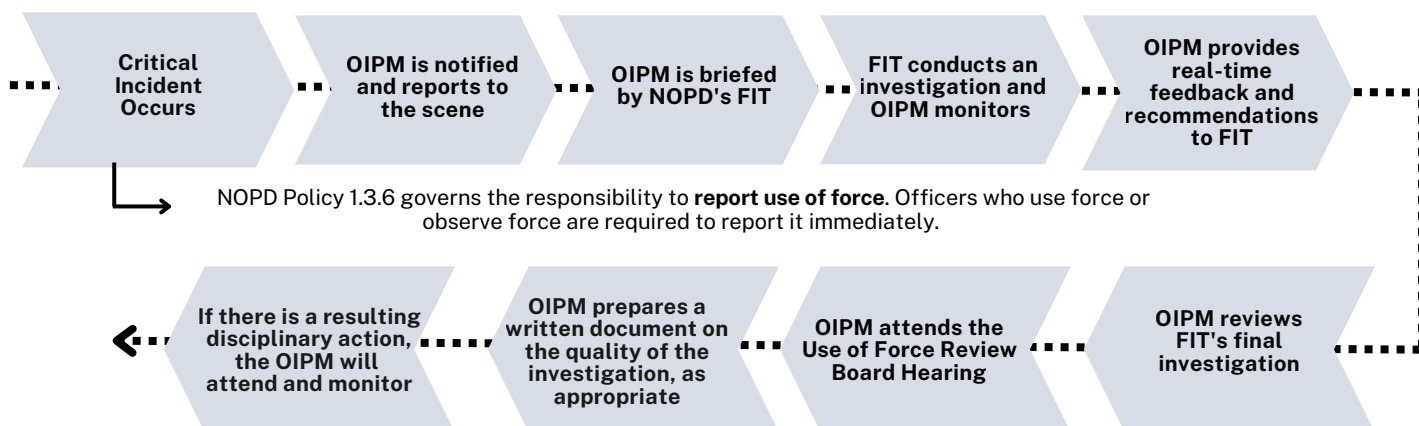 Critical
Incident
Occurs
OIPM is notified
and reports to
the scene
OIPM is briefed
by NOPD's FIT
FIT conducts an
investigation and
OIPM monitors
OIPM provides
real-time
feedback and
recommendations
to FIT
NOPD Policy 1.3.6 governs the responsibility to report use of force. Officers who use force or
observe force are required to report it immediately.
OIPM reviews
FIT's final
investigation
OIPM attends the
Use of Force Review
Board Hearing
OIPM prepares a
written document on
the quality of the
investigation, as
appropriate
If there is a resulting
disciplinary action,
the OIPM will
attend and monitor